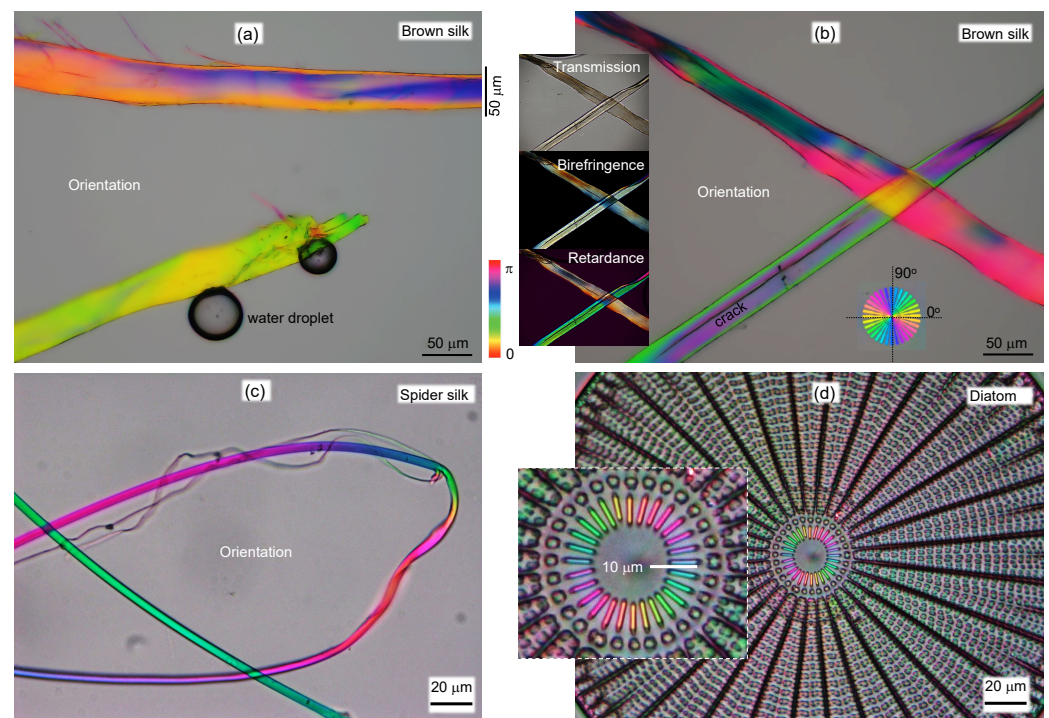 (a)
Brown silk
Orientation
water droplet
50 μm
50 μm
π
0
Transmission
Birefringence
Retardance
(b)
Brown silk
Orientation
crack
90°
0°
50 μm
(c)
Spider silk
Orientation
20 μm
(d)
Diatom
10 μm
20 μm